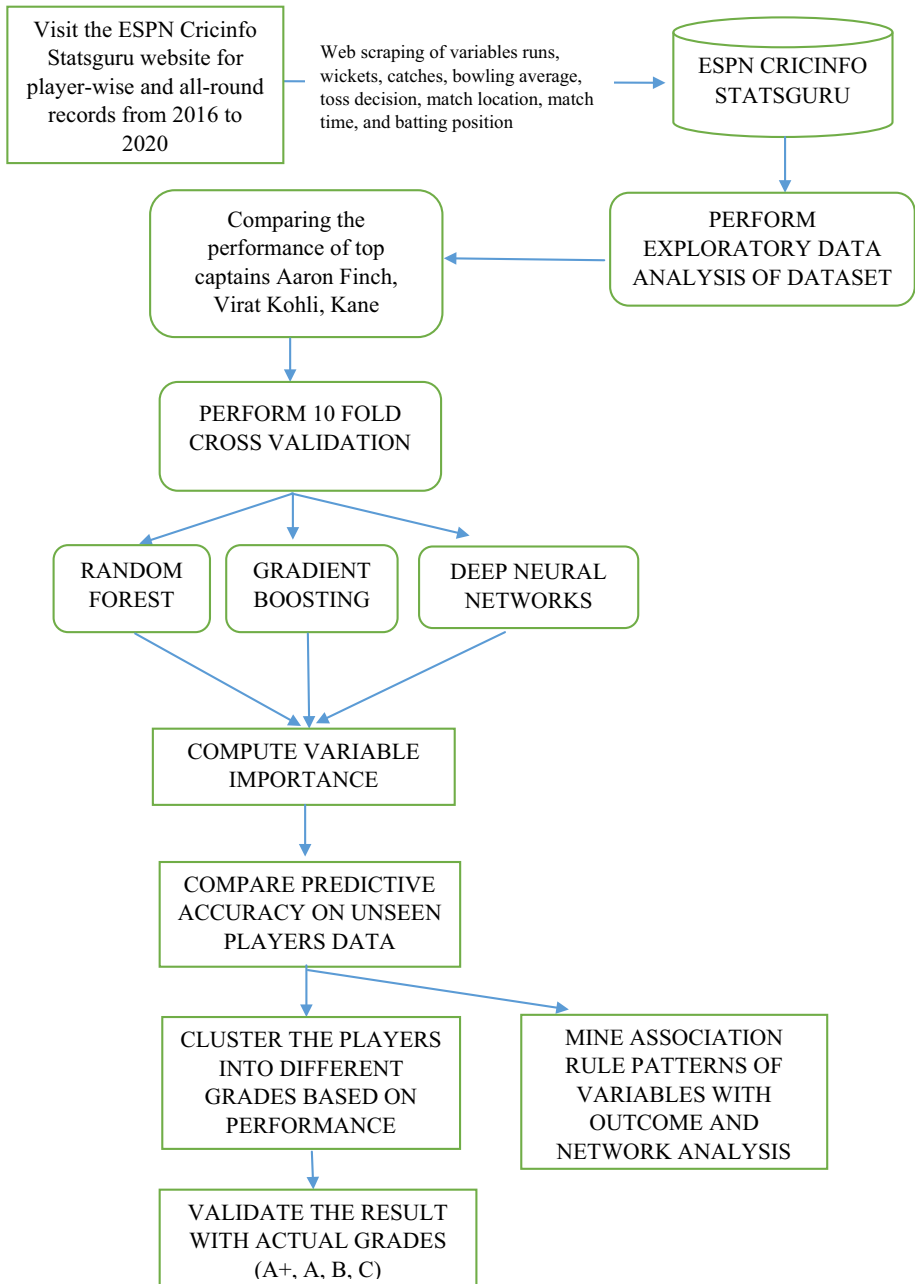 Visit the ESPN Cricinfo
Statsguru website for
player-wise and all-round
records from 2016 to
2020
Web scraping of variables runs,
wickets, catches, bowling average,
toss decision, match location, match
time, and batting position
ESPN CRICINFO
STATSGURU
PERFORM
EXPLORATORY DATA
ANALYSIS OF DATASET
Comparing the
performance of top
captains Aaron Finch,
Virat Kohli, Kane
PERFORM 10 FOLD
CROSS VALIDATION
RANDOM
FOREST
GRADIENT
BOOSTING
DEEP NEURAL
NETWORKS
COMPUTE VARIABLE
IMPORTANCE
COMPARE PREDICTIVE
ACCURACY ON UNSEEN
PLAYERS DATA
CLUSTER THE PLAYERS
INTO DIFFERENT
GRADES BASED ON
PERFORMANCE
MINE ASSOCIATION
RULE PATTERNS OF
VARIABLES WITH
OUTCOME AND
NETWORK ANALYSIS
VALIDATE THE RESULT
WITH ACTUAL GRADES
(A+, A, B, C)